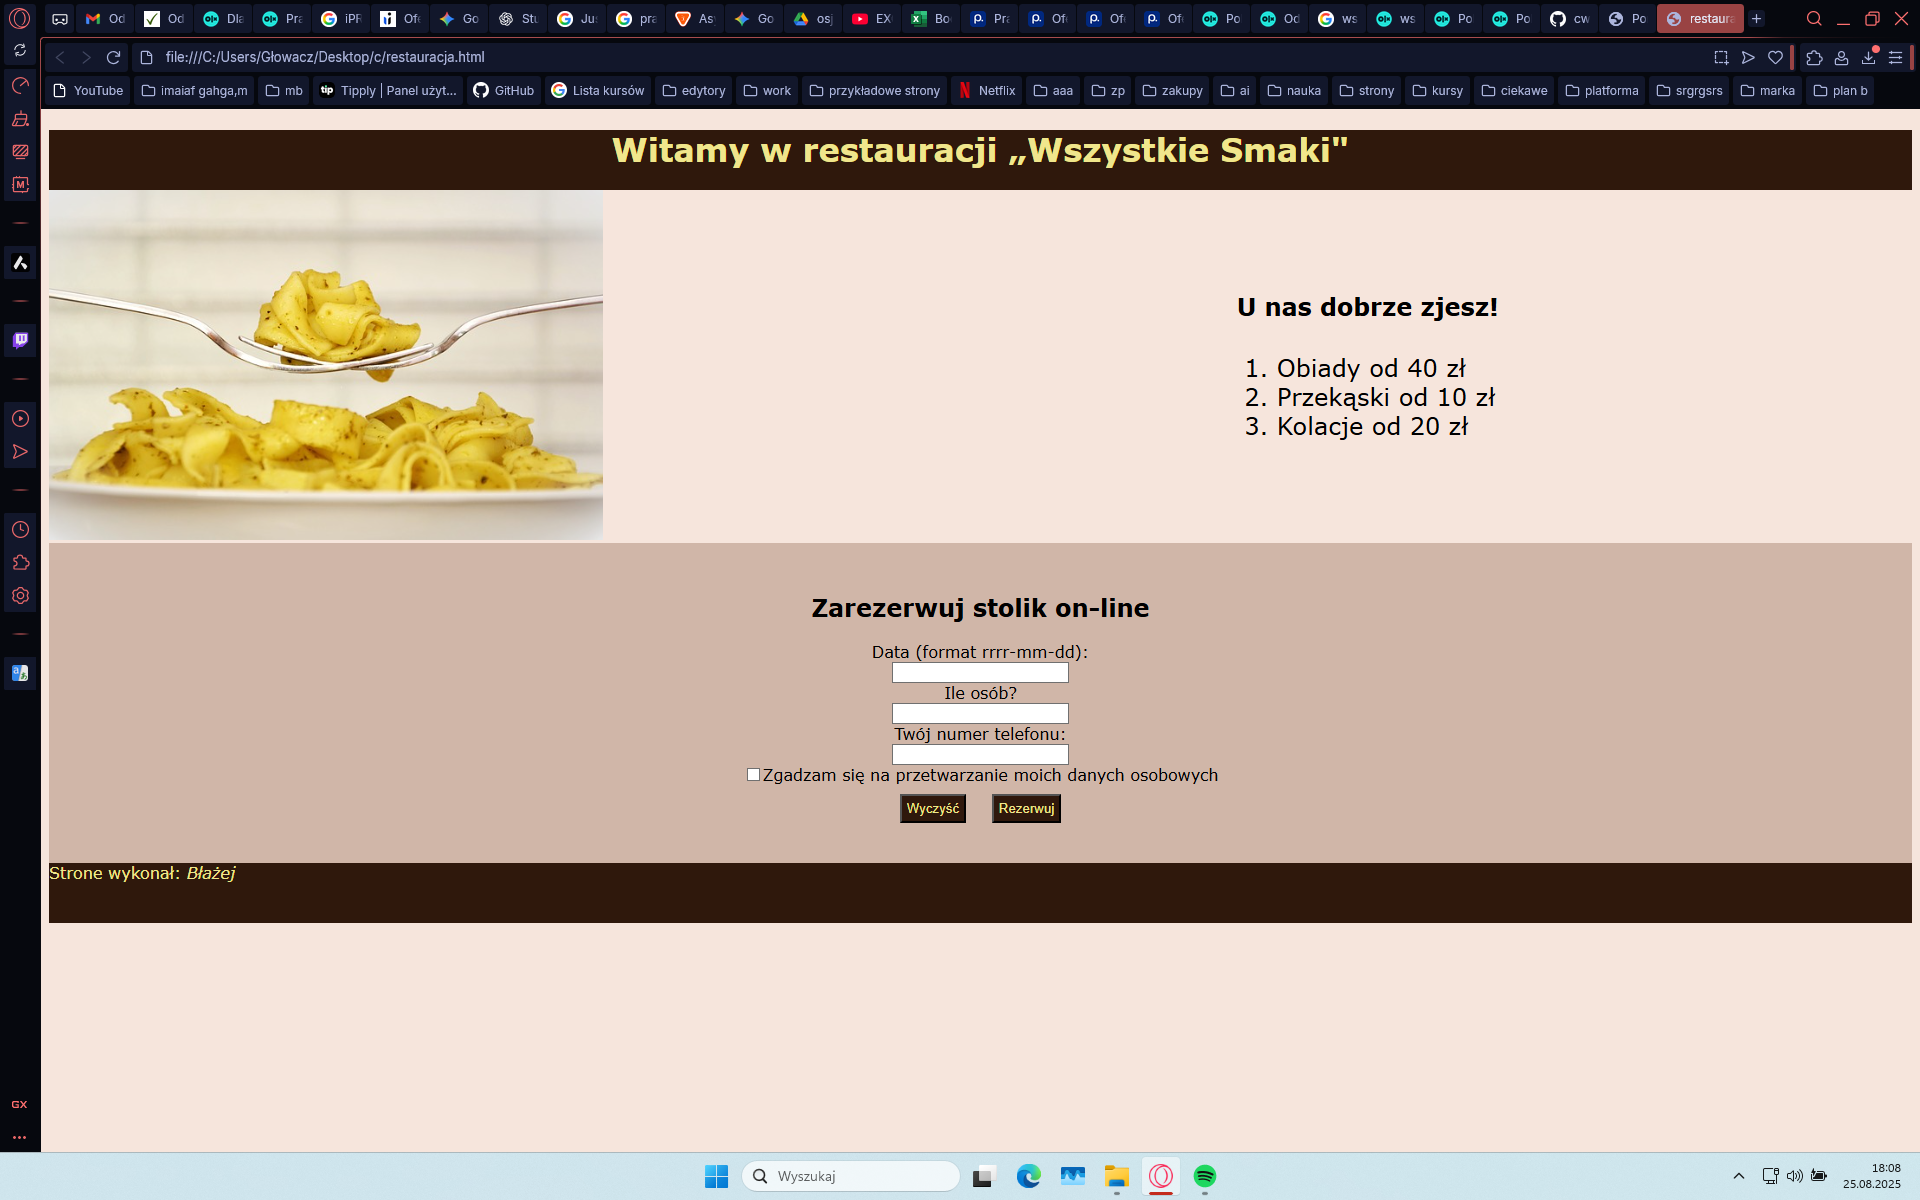 Od
Od
Dla
Pra
iPR
Ofe
Go
Stu
Jus
pra
Asy
Go
osj
EX
Bo
Pra
Ofe
Of
Ofe
Po
Od
ws
ws
Po
Po
cw
Po
restaura
file:///C:/Users/Głowacz/Desktop/c/restauracja.html
YouTube
imaiaf gahga,m
mb
tip
Tipply | Panel użyt...
GitHub
Lista kursów
edytory
work
przykładowe strony
Netflix
aaa
zp
zakupy
ai
nauka
strony
kursy
ciekawe
platforma
srgrgsrs
marka
plan b
Witamy w restauracji „Wszystkie Smaki"
U nas dobrze zjesz!
1. Obiady od 40 zł
2. Przekąski od 10 zł
3. Kolacje od 20 zł
Zarezerwuj stolik on-line
Data (format rrrr-mm-dd):
Ile osób?
Twój numer telefonu:
Zgadzam się na przetwarzanie moich danych osobowych
Wyczyść
Rezerwuj
Strone wykonał: Błażej
GX
Wyszukaj
18:08
25.08.2025